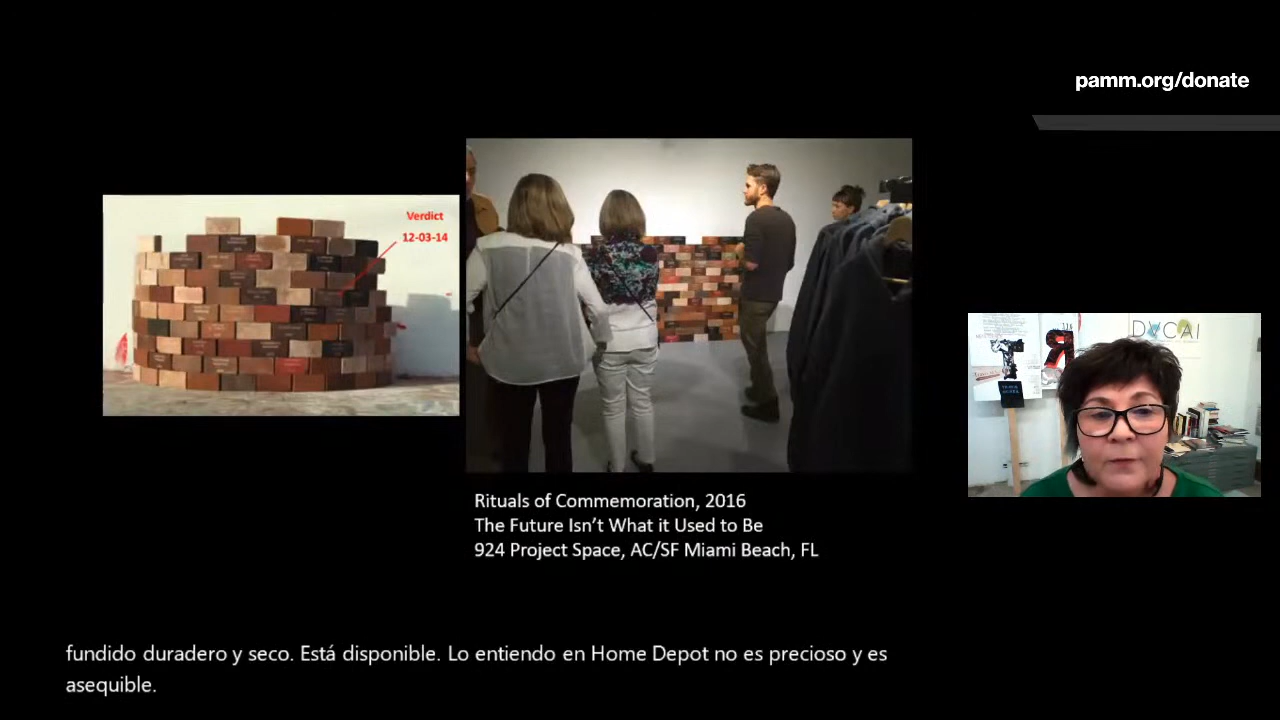 pamm.org/donate
Verdict
12-03-14
DVCAI
Rituals of Commemoration, 2016
The Future Isn't What it Used to Be
924 Project Space, AC/SF Miami Beach, FL
fundido duradero y seco. Está disponible. Lo entiendo en Home Depot no es precioso y es
asequible.